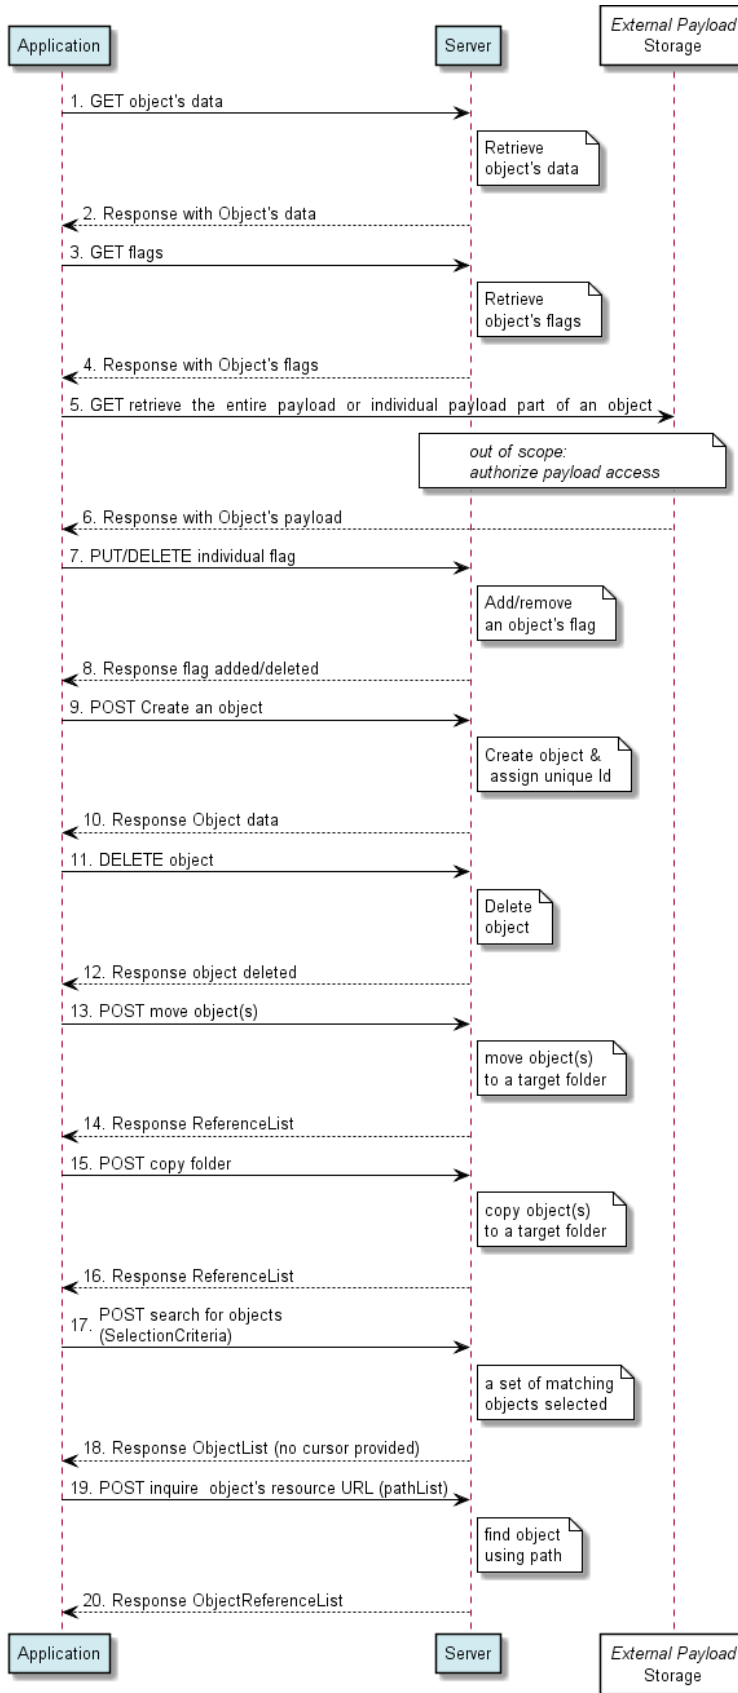 External Payload
Application
Server
Storage
1. GET object's data
Retrieve
object's data
2. Response with Object's data
3. GET flags
Retrieve
object's flags
4. Response with Object's flags
5. GET retrieve the entire payload or individual payload part of an object
out of scope:
authorize payload access
6. Response with Object's payload
7. PUT/DELETE individual flag
Add/remove
an object's flag
8. Response flag added/deleted
9. POST Create an object
Create object &
assign unique Id
10. Response Object data
11. DELETE object
Delete
object
12. Response object deleted
13. POST move object(s)
move object(s)
to a target folder
14. Response ReferenceList
15. POST copy folder
copy object(s)
to a target folder
16. Response ReferenceList
17. POST search for objects
(SelectionCriteria)
a set of matching
objects selected
18. Response ObjectList (no cursor provided)
19. POST inquire object's resource URL (pathList)
find object
using path
20. Response ObjectReferenceList
Application
Server
External Payload
Storage